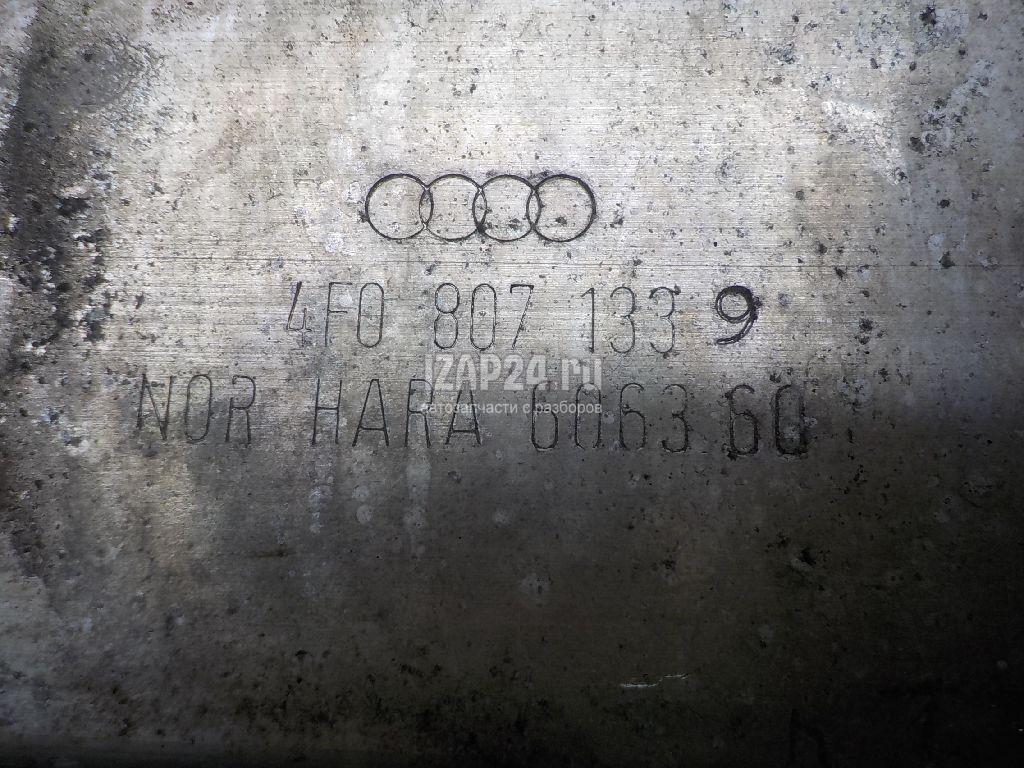 4F0 807 133 9
IZAP24.ru
автозапчасти с разборов
NOR HARA 6063 60